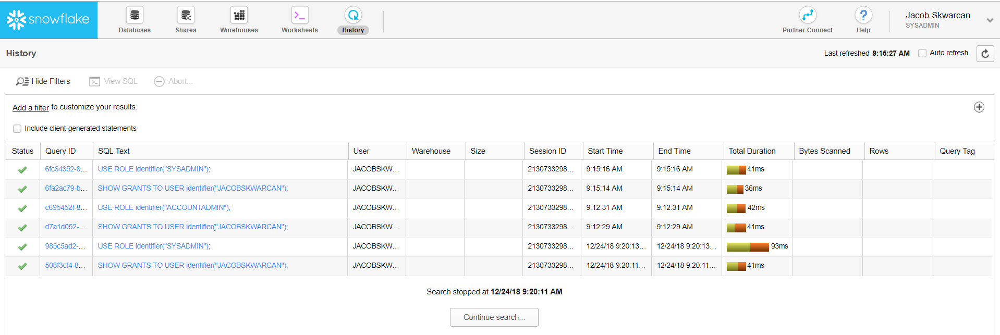 snowflake
Databases
Shares
Warehouses
Worksheets
History
Partner Connect
Help
Jacob Skwarcan
SYSADMIN
History
Last refreshed 9:15:27 AM
Auto refresh
Hide Filters
View SQL
Abort...
Add a filter to customize your results.
Include client-generated statements
Status Query ID SQL Text User Warehouse Size Session ID Start Time End Time Total Duration Bytes Scanned Rows Query Tag
6fc64352-8... USE ROLE identifier("SYSADMIN"); JACOBSKW... 2130733298... 9:15:16 AM 9:15:16 AM 41ms
6fa2ac79-b... SHOW GRANTS TO USER identifier("JACOBSKWARCAN"); JACOBSKW... 2130733298... 9:15:14 AM 9:15:14 AM 36ms
c695452f-8... USE ROLE identifier("ACCOUNTADMIN"); JACOBSKW... 2130733298... 9:12:31 AM 9:12:31 AM 42ms
d7a1d052-... SHOW GRANTS TO USER identifier("JACOBSKWARCAN"); JACOBSKW... 2130733298... 9:12:29 AM 9:12:29 AM 41ms
985c5ad2-... USE ROLE identifier("SYSADMIN"); JACOBSKW... 2130733298... 12/24/18 9:20:13... 12/24/18 9:20:13... 93ms
508f3cf4-8... SHOW GRANTS TO USER identifier("JACOBSKWARCAN"); JACOBSKW... 2130733298... 12/24/18 9:20:11... 12/24/18 9:20:11... 41ms
Search stopped at 12/24/18 9:20:11 AM
Continue search...